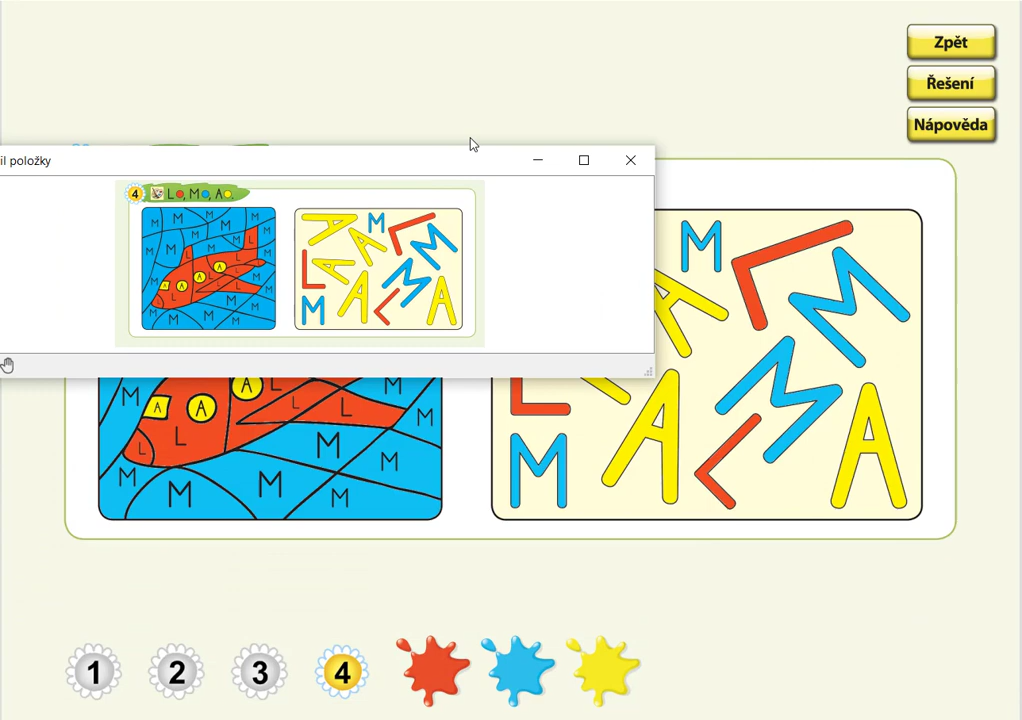 Zpět
Řešení
Nápověda
il položky
4 L, M, A.
M M M M
M M M L
M M A
A A A L M
L M
M M M
A A M L M
A A M
L A M
M A L A
M L M
A A L L M
L M M
M M M M
M
A M L M
A M
L
M A L A
1 2 3 4